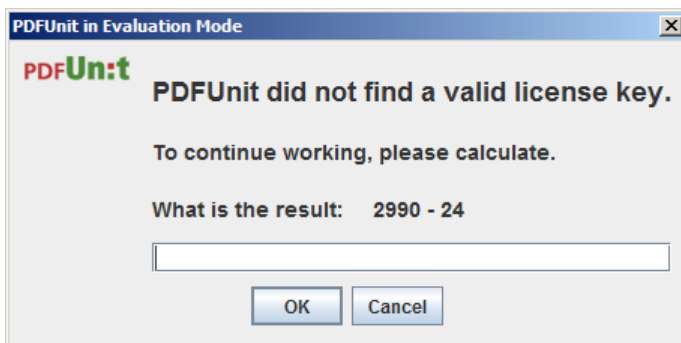 PDFUnit in Evaluation Mode
PDFUn:t
PDFUnit did not find a valid license key.
To continue working, please calculate.
What is the result: 2990 - 24
OK Cancel